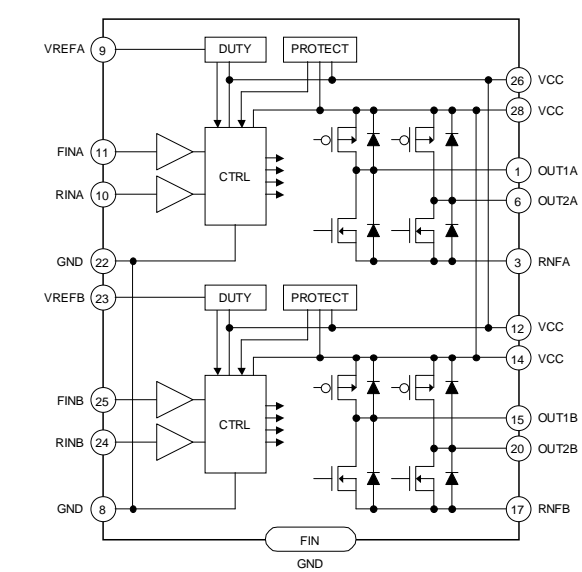 VREFA 9 DUTY PROTECT
26 VCC
28 VCC
FINA 11
CTRL
1 OUT1A
RINA 10
6 OUT2A
GND 22
3 RNFA
VREFB 23 DUTY PROTECT
12 VCC
14 VCC
FINB 25
CTRL
15 OUT1B
RINB 24
20 OUT2B
GND 8
17 RNFB
FIN
GND